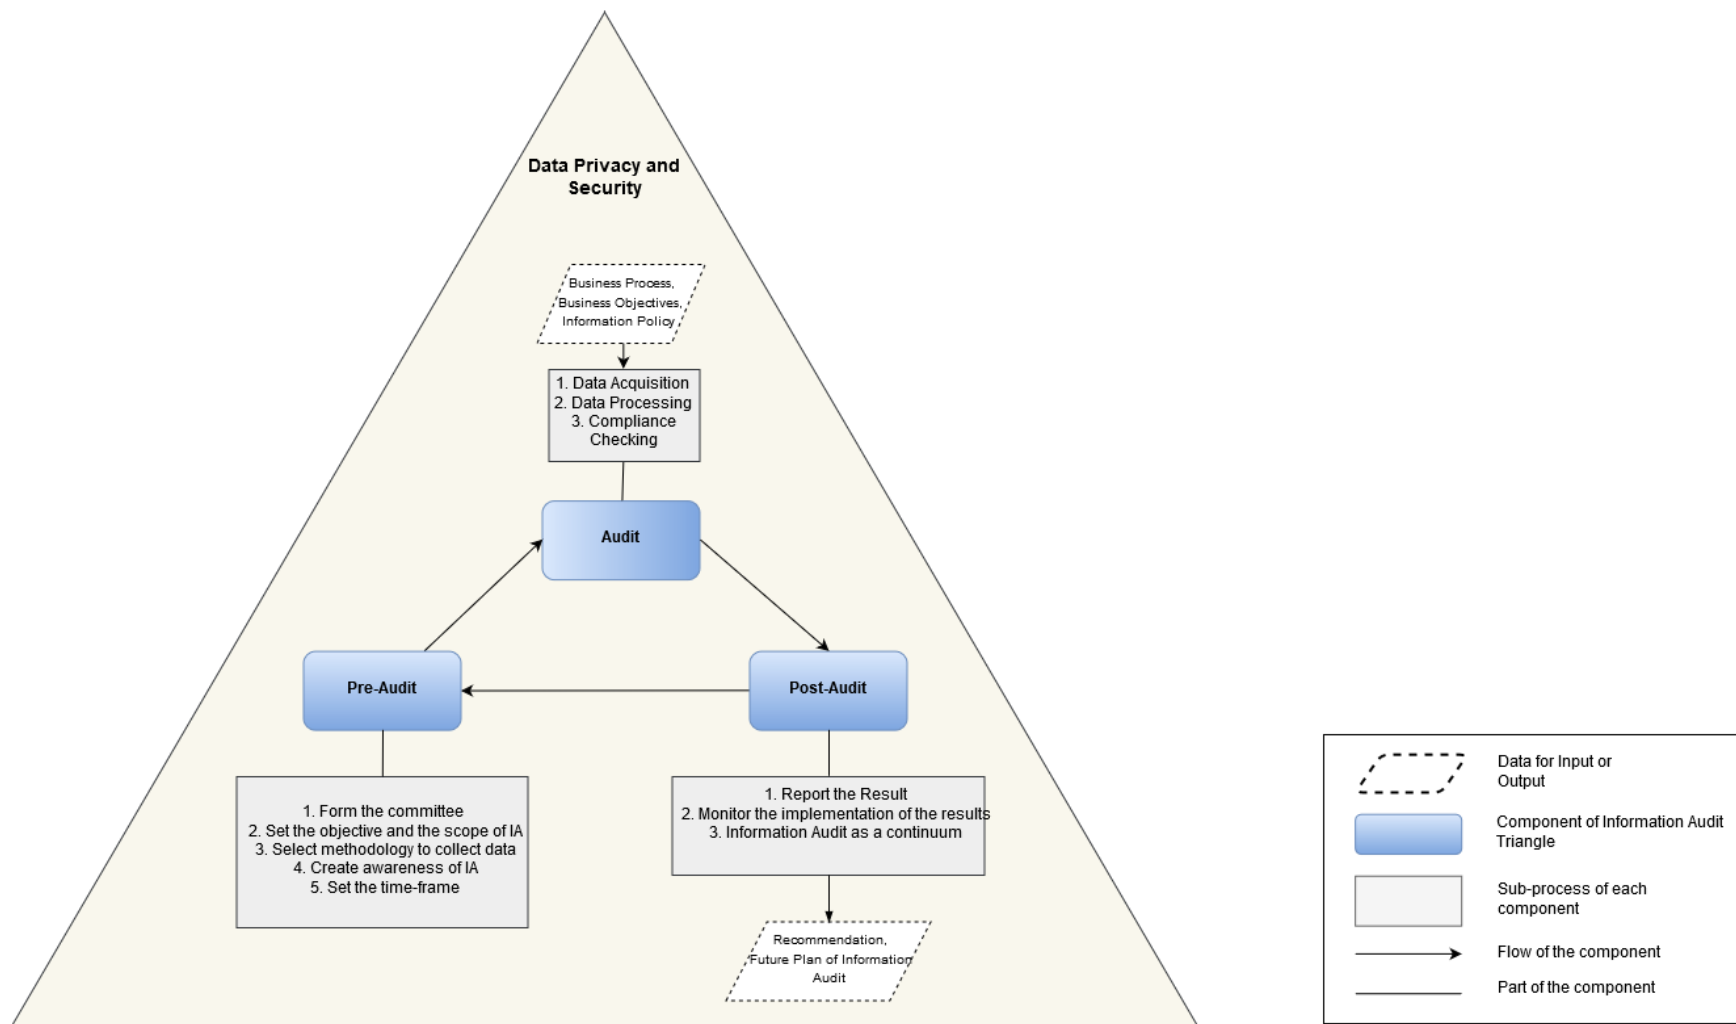 Data Privacy and
Security
Business Process,
Business Objectives,
Information Policy
1. Data Acquisition
2. Data Processing
3. Compliance
Checking
Audit
Pre-Audit
Post-Audit
1. Form the committee
2. Set the objective and the scope of IA
3. Select methodology to collect data
4. Create awareness of IA
5. Set the time-frame
1. Report the Result
2. Monitor the implementation of the results
3. Information Audit as a continuum
Recommendation,
Future Plan of Information
Audit
Data for Input or
Output
Component of Information Audit
Triangle
Sub-process of each
component
Flow of the component
Part of the component